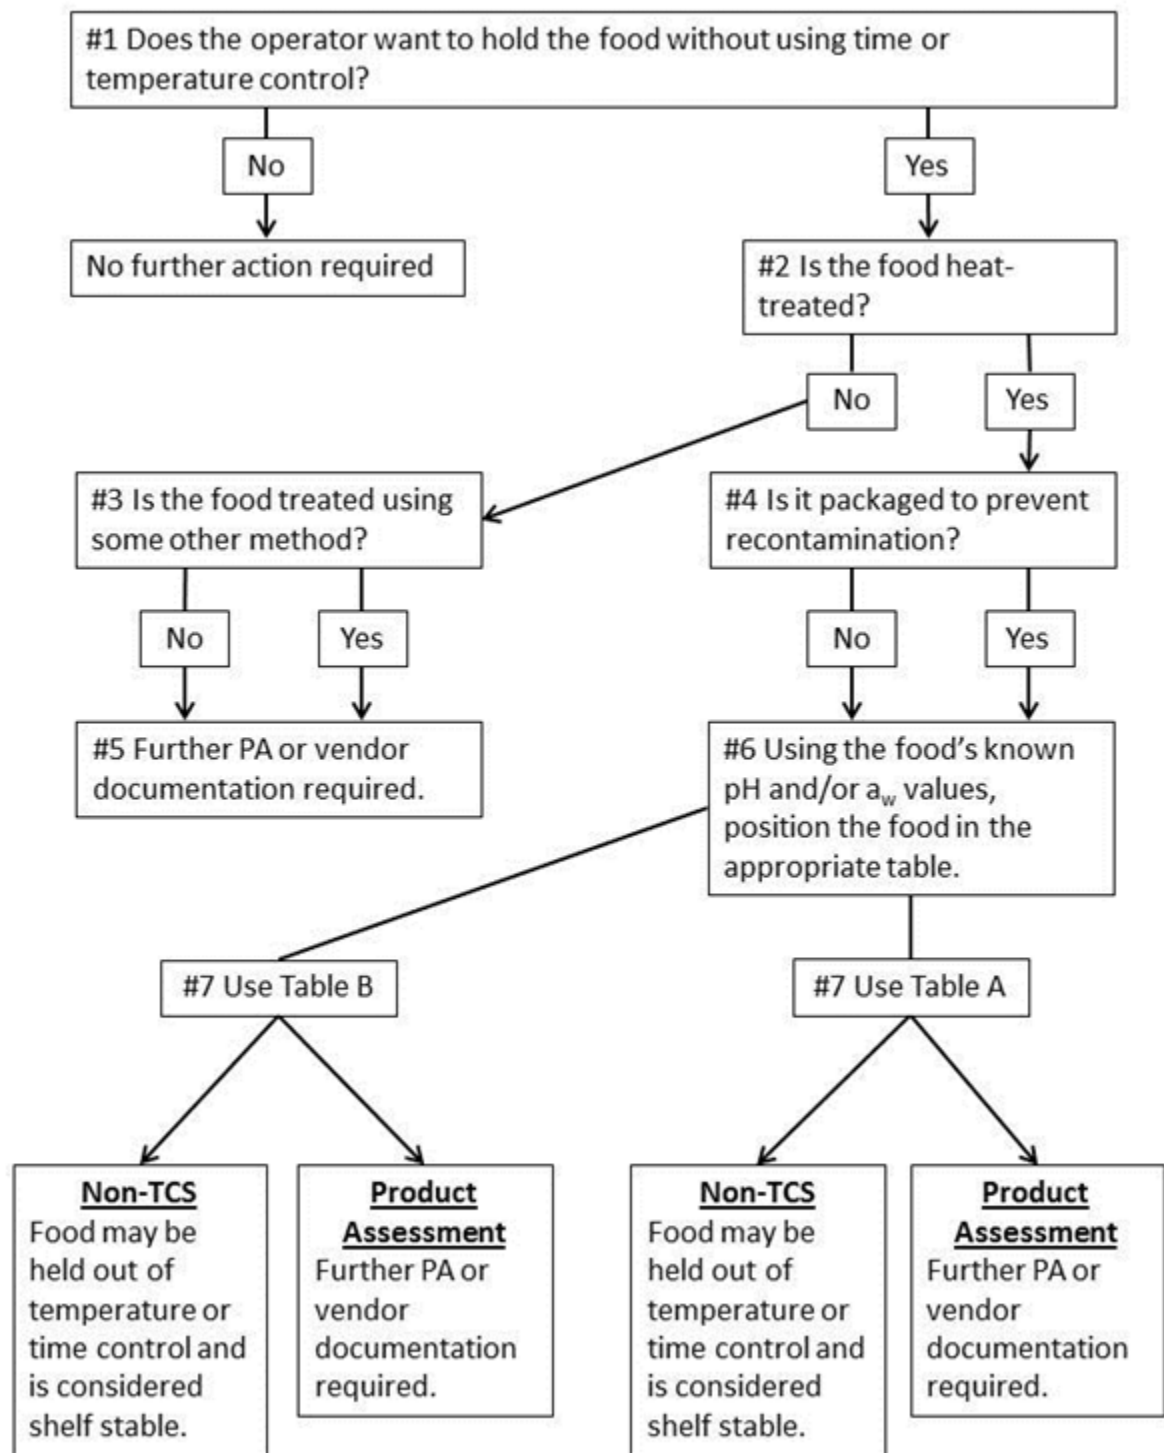 #1 Does the operator want to hold the food without using time or
temperature control?
No
Yes
No further action required
#2 Is the food heat-
treated?
No
Yes
#3 Is the food treated using
some other method?
#4 Is it packaged to prevent
recontamination?
No
Yes
No
Yes
#5 Further PA or vendor
documentation required.
#6 Using the food's known
pH and/or aw values,
position the food in the
appropriate table.
#7 Use Table B
#7 Use Table A
Non-TCS
Food may be
held out of
temperature or
time control and
is considered
shelf stable.
Product
Assessment
Further PA or
vendor
documentation
required.
Non-TCS
Food may be
held out of
temperature or
time control and
is considered
shelf stable.
Product
Assessment
Further PA or
vendor
documentation
required.